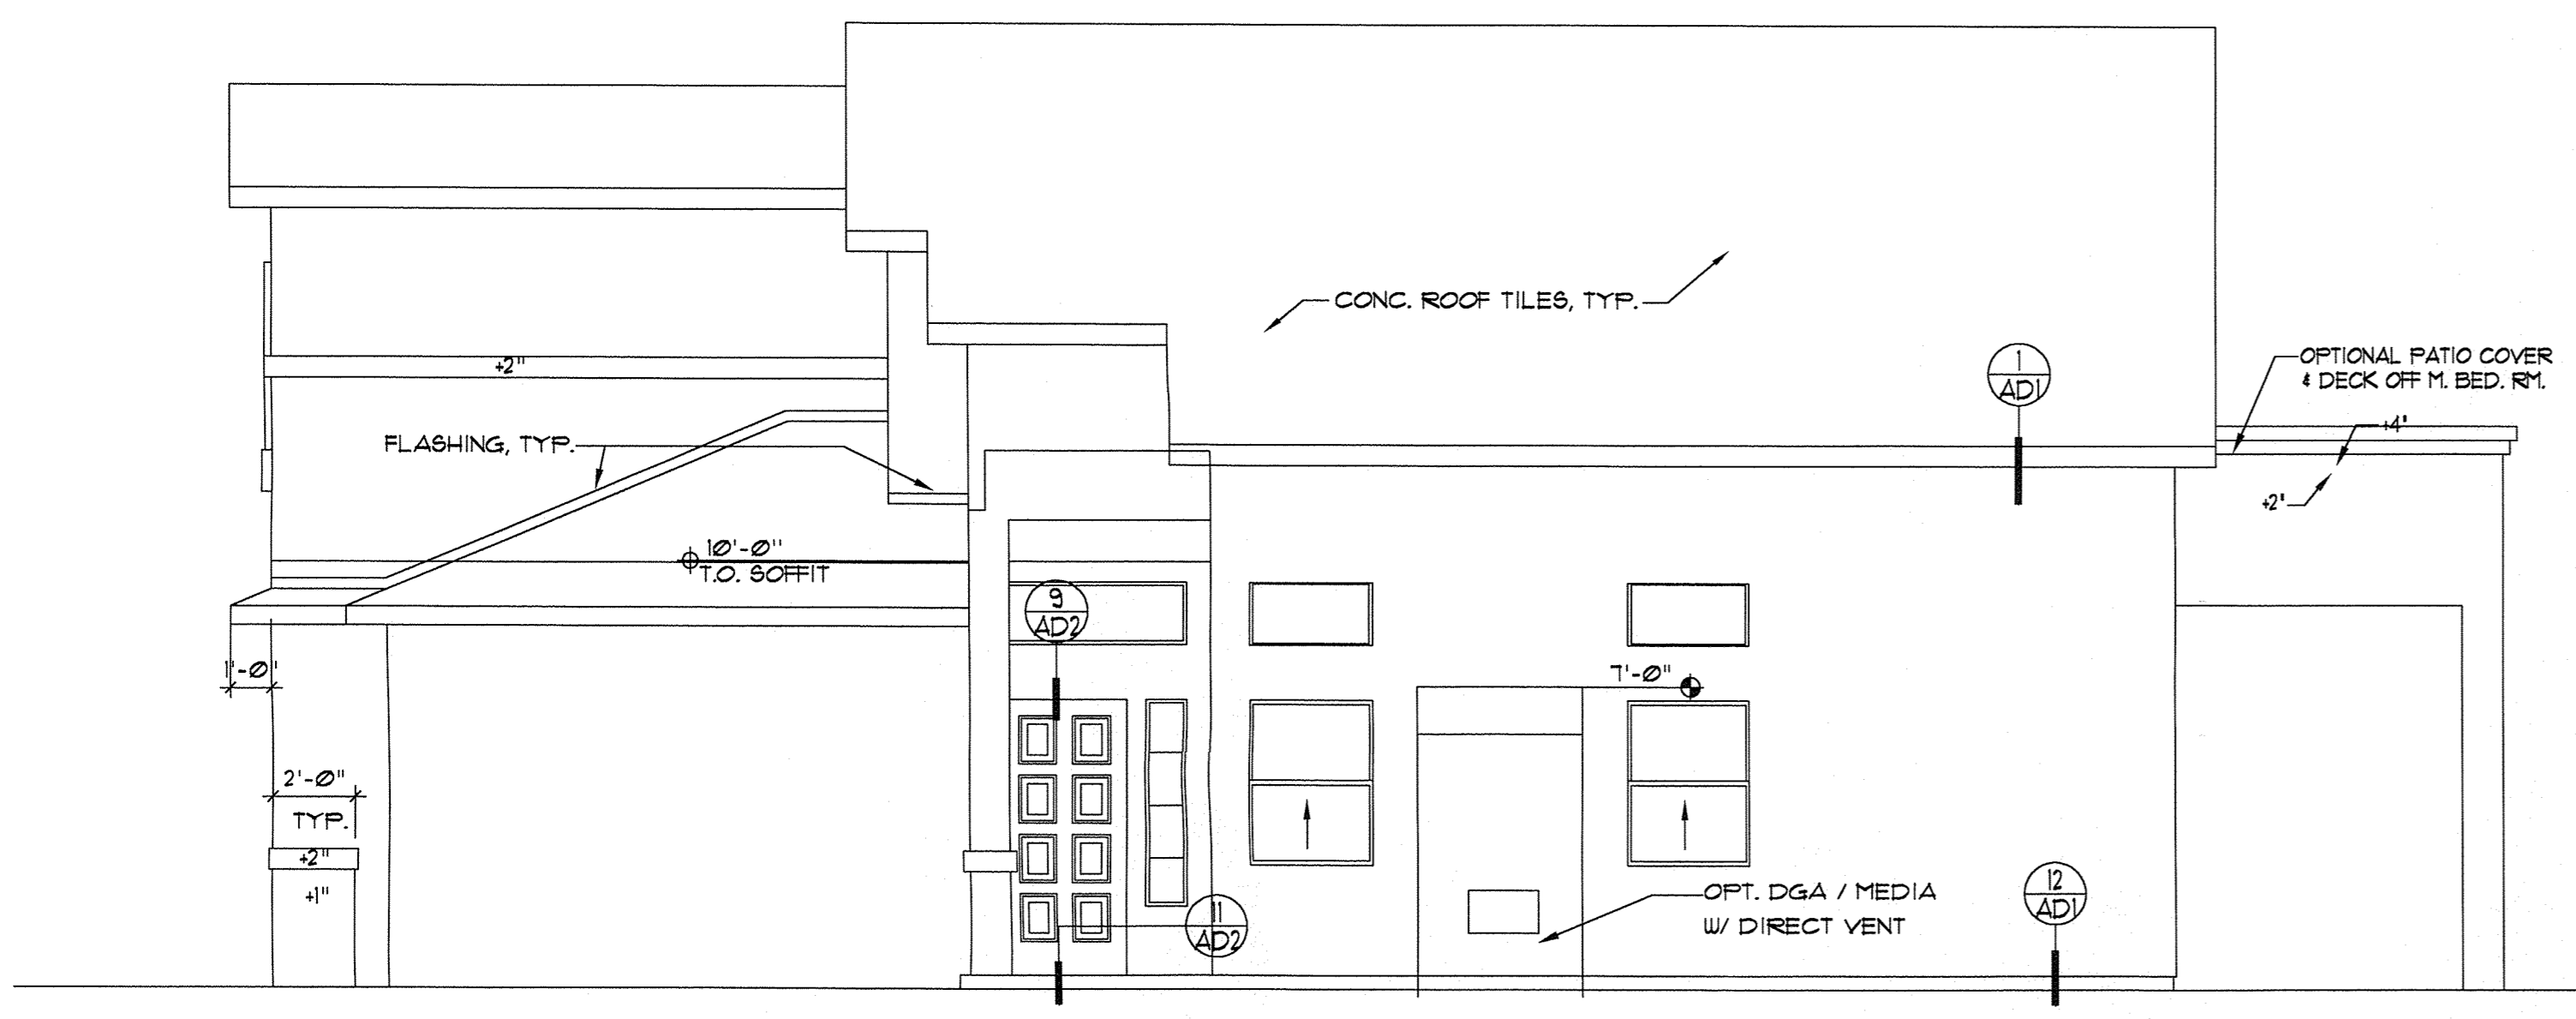 CONC. ROOF TILES, TYP.
1
AD1
OPTIONAL PATIO COVER
& DECK OFF M. BED. RM.
+2"
+4"
FLASHING, TYP.
+2"
10'-0"
T.O. SOFFIT
9
AD2
1'-0"
7'-0"
2'-0"
TYP.
+2"
+1"
11
AD2
OPT. DGA / MEDIA
W/ DIRECT VENT
12
AD1